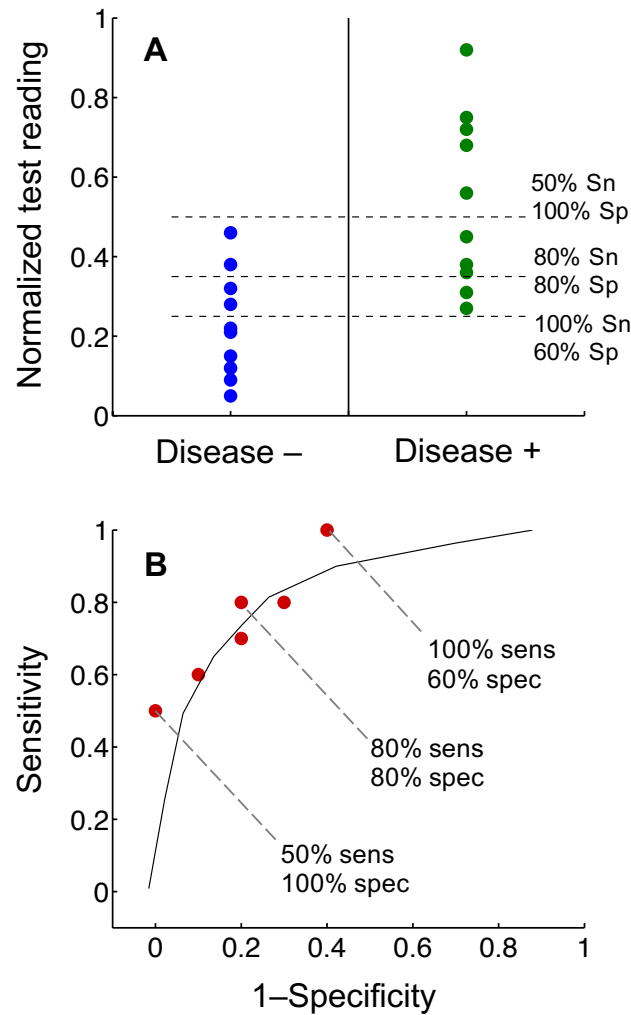 A
Normalized test reading
1
0.8
0.6
0.4
0.2
0
50% Sn
100% Sp
80% Sn
80% Sp
100% Sn
60% Sp
Disease –
Disease +
B
Sensitivity
1
0.8
0.6
0.4
0.2
0
100% sens
60% spec
80% sens
80% spec
50% sens
100% spec
0
0.2
0.4
0.6
0.8
1
1–Specificity